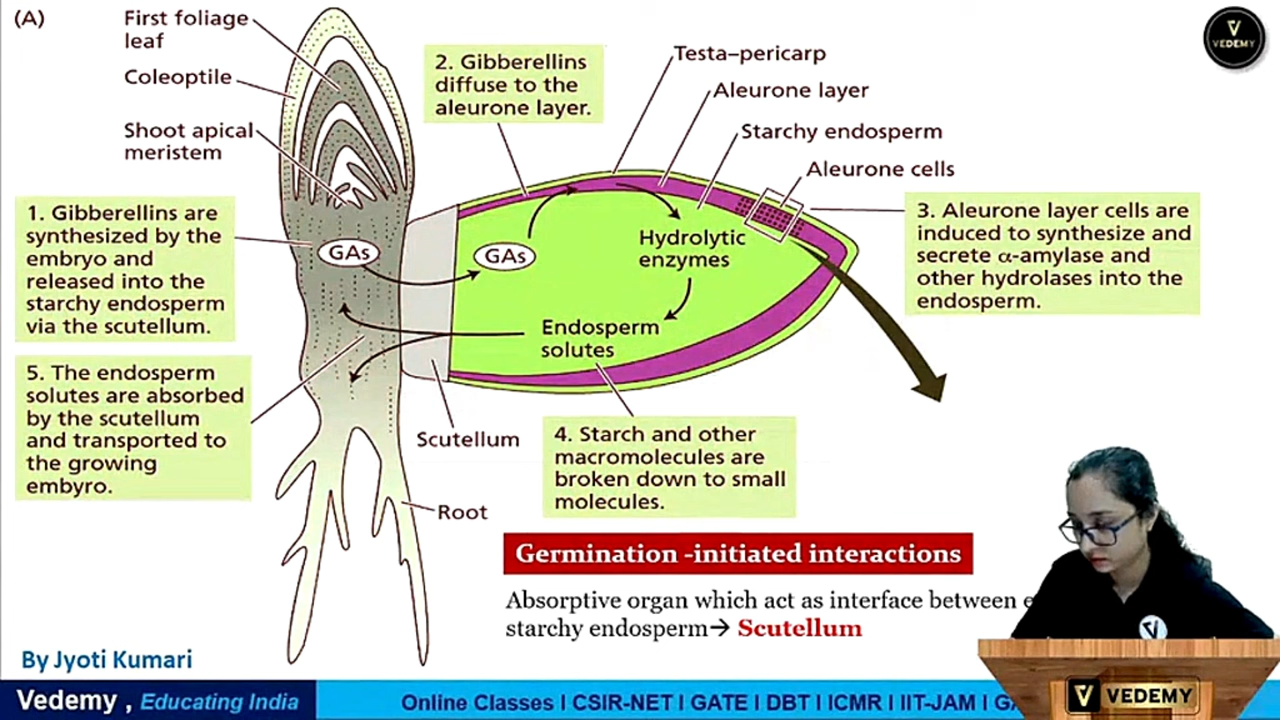 (A)
First foliage
leaf
Coleoptile
Shoot apical
meristem
1. Gibberellins are
synthesized by the
embryo and
released into the
starchy endosperm
via the scutellum.
5. The endosperm
solutes are absorbed
by the scutellum
and transported to
the growing
embyro.
2. Gibberellins
diffuse to the
aleurone layer.
Testa–pericarp
Aleurone layer
Starchy endosperm
Aleurone cells
3. Aleurone layer cells are
induced to synthesize and
secrete α-amylase and
other hydrolases into the
endosperm.
GAs
GAs
Hydrolytic
enzymes
Endosperm
solutes
Scutellum
4. Starch and other
macromolecules are
broken down to small
molecules.
Root
Germination -initiated interactions
Absorptive organ which act as interface between
starchy endosperm→ Scutellum
By Jyoti Kumari
Vedemy , Educating India
Online Classes I CSIR-NET I GATE I DBT I ICMR I IIT-JAM I
VEDEMY
VEDEMY